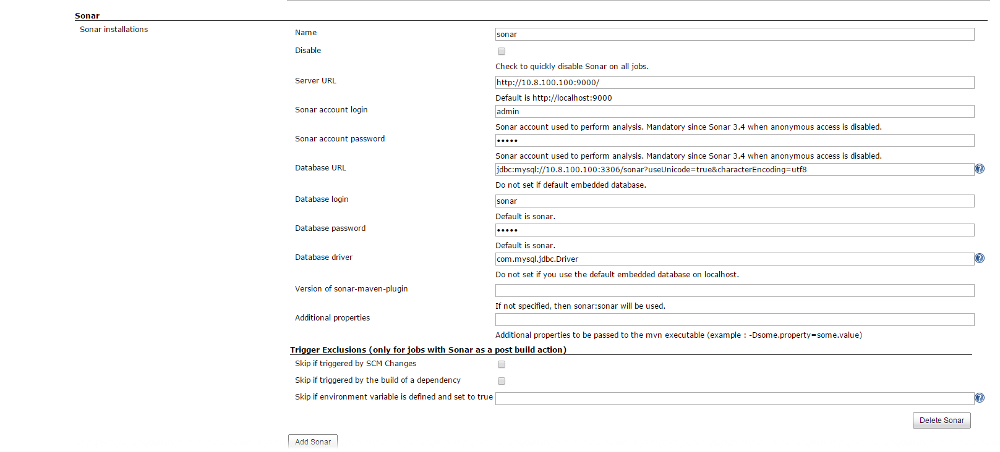 Sonar
Sonar installations
Name
sonar
Disable
Check to quickly disable Sonar on all jobs.
Server URL
http://10.8.100.100:9000/
Default is http://localhost:9000
Sonar account login
admin
Sonar account used to perform analysis. Mandatory since Sonar 3.4 when anonymous access is disabled.
Sonar account password
•••••
Sonar account used to perform analysis. Mandatory since Sonar 3.4 when anonymous access is disabled.
Database URL
jdbc:mysql://10.8.100.100:3306/sonar?useUnicode=true&characterEncoding=utf8
?
Do not set if default embedded database.
Database login
sonar
Default is sonar.
Database password
•••••
Default is sonar.
Database driver
com.mysql.jdbc.Driver
?
Do not set if you use the default embedded database on localhost.
Version of sonar-maven-plugin
If not specified, then sonar:sonar will be used.
Additional properties
Additional properties to be passed to the mvn executable (example : -Dsome.property=some.value)
Trigger Exclusions (only for jobs with Sonar as a post build action)
Skip if triggered by SCM Changes
Skip if triggered by the build of a dependency
Skip if environment variable is defined and set to true
?
Delete Sonar
Add Sonar